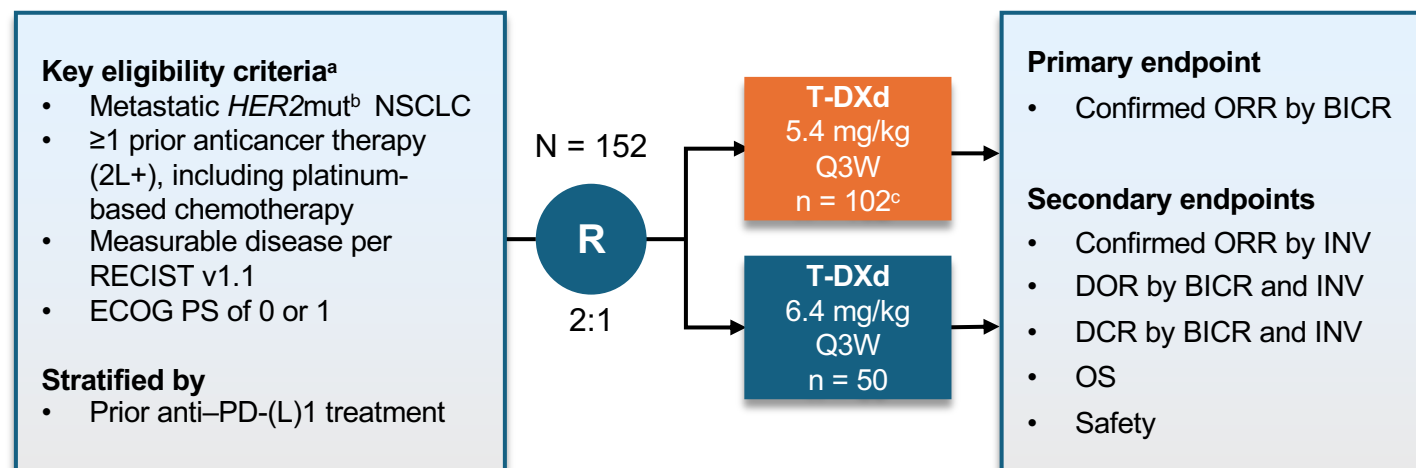 Key eligibility criteriaᵃ
• Metastatic HER2mutᵇ NSCLC
• ≥1 prior anticancer therapy
(2L+), including platinum-
based chemotherapy
• Measurable disease per
RECIST v1.1
• ECOG PS of 0 or 1
Stratified by
• Prior anti–PD-(L)1 treatment
N = 152
R
2:1
T-DXd
5.4 mg/kg
Q3W
n = 102ᶜ
T-DXd
6.4 mg/kg
Q3W
n = 50
Primary endpoint
• Confirmed ORR by BICR
Secondary endpoints
• Confirmed ORR by INV
• DOR by BICR and INV
• DCR by BICR and INV
• OS
• Safety